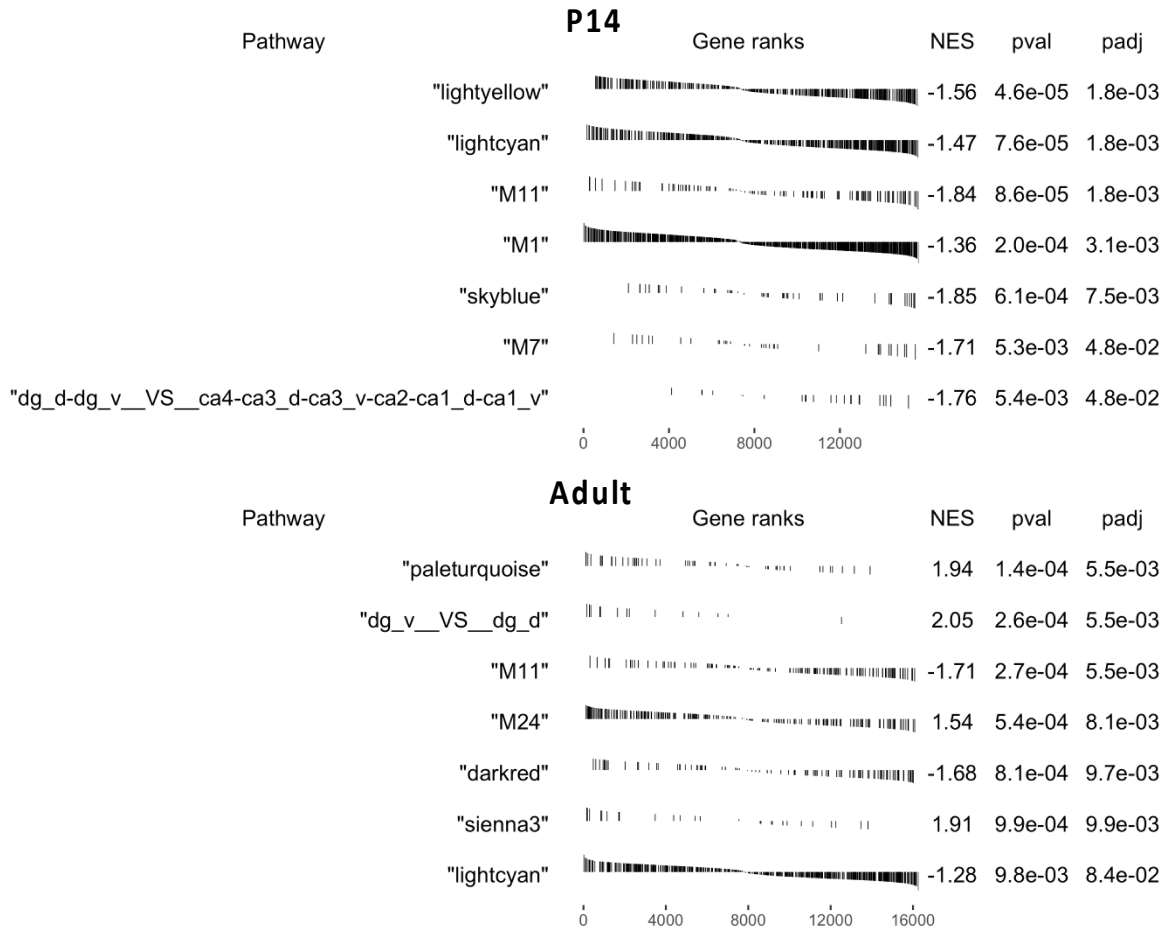 P14
Pathway Gene ranks NES pval padj
"lightyellow" -1.56 4.6e-05 1.8e-03
"lightcyan" -1.47 7.6e-05 1.8e-03
"M11" -1.84 8.6e-05 1.8e-03
"M1" -1.36 2.0e-04 3.1e-03
"skyblue" -1.85 6.1e-04 7.5e-03
"M7" -1.71 5.3e-03 4.8e-02
"dg_d-dg_v__VS__ca4-ca3_d-ca3_v-ca2-ca1_d-ca1_v" -1.76 5.4e-03 4.8e-02
0 4000 8000 12000
Adult
Pathway Gene ranks NES pval padj
"paleturquoise" 1.94 1.4e-04 5.5e-03
"dg_v__VS__dg_d" 2.05 2.6e-04 5.5e-03
"M11" -1.71 2.7e-04 5.5e-03
"M24" 1.54 5.4e-04 8.1e-03
"darkred" -1.68 8.1e-04 9.7e-03
"sienna3" 1.91 9.9e-04 9.9e-03
"lightcyan" -1.28 9.8e-03 8.4e-02
0 4000 8000 12000 16000